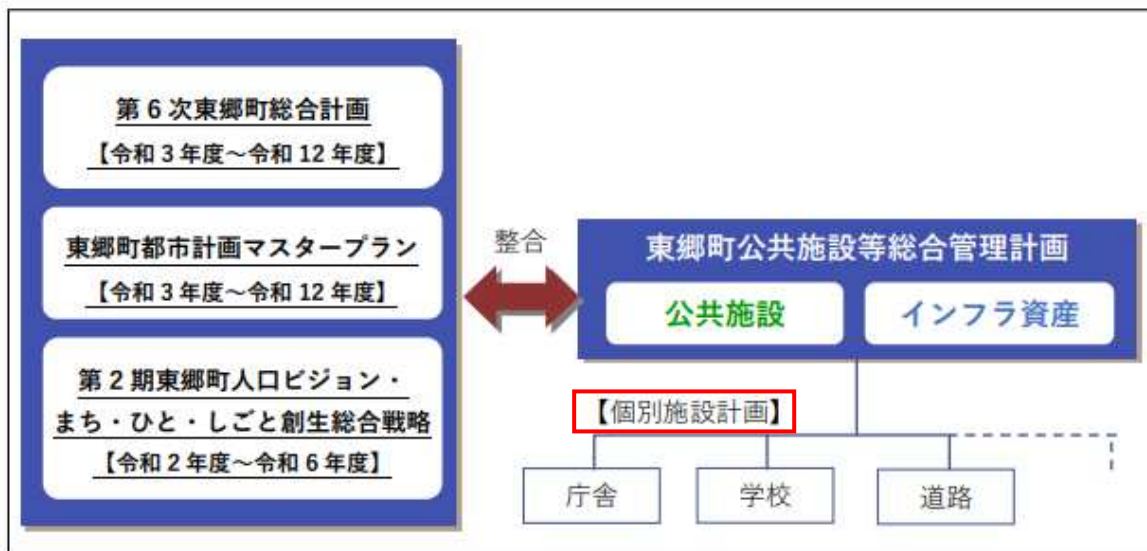 第6次東郷町総合計画
【令和3年度～令和12年度】
東郷町都市計画マスタープラン
【令和3年度～令和12年度】
第2期東郷町人口ビジョン・
まち・ひと・しごと創生総合戦略
【令和2年度～令和6年度】
整合
東郷町公共施設等総合管理計画
公共施設
インフラ資産
【個別施設計画】
庁舎
学校
道路